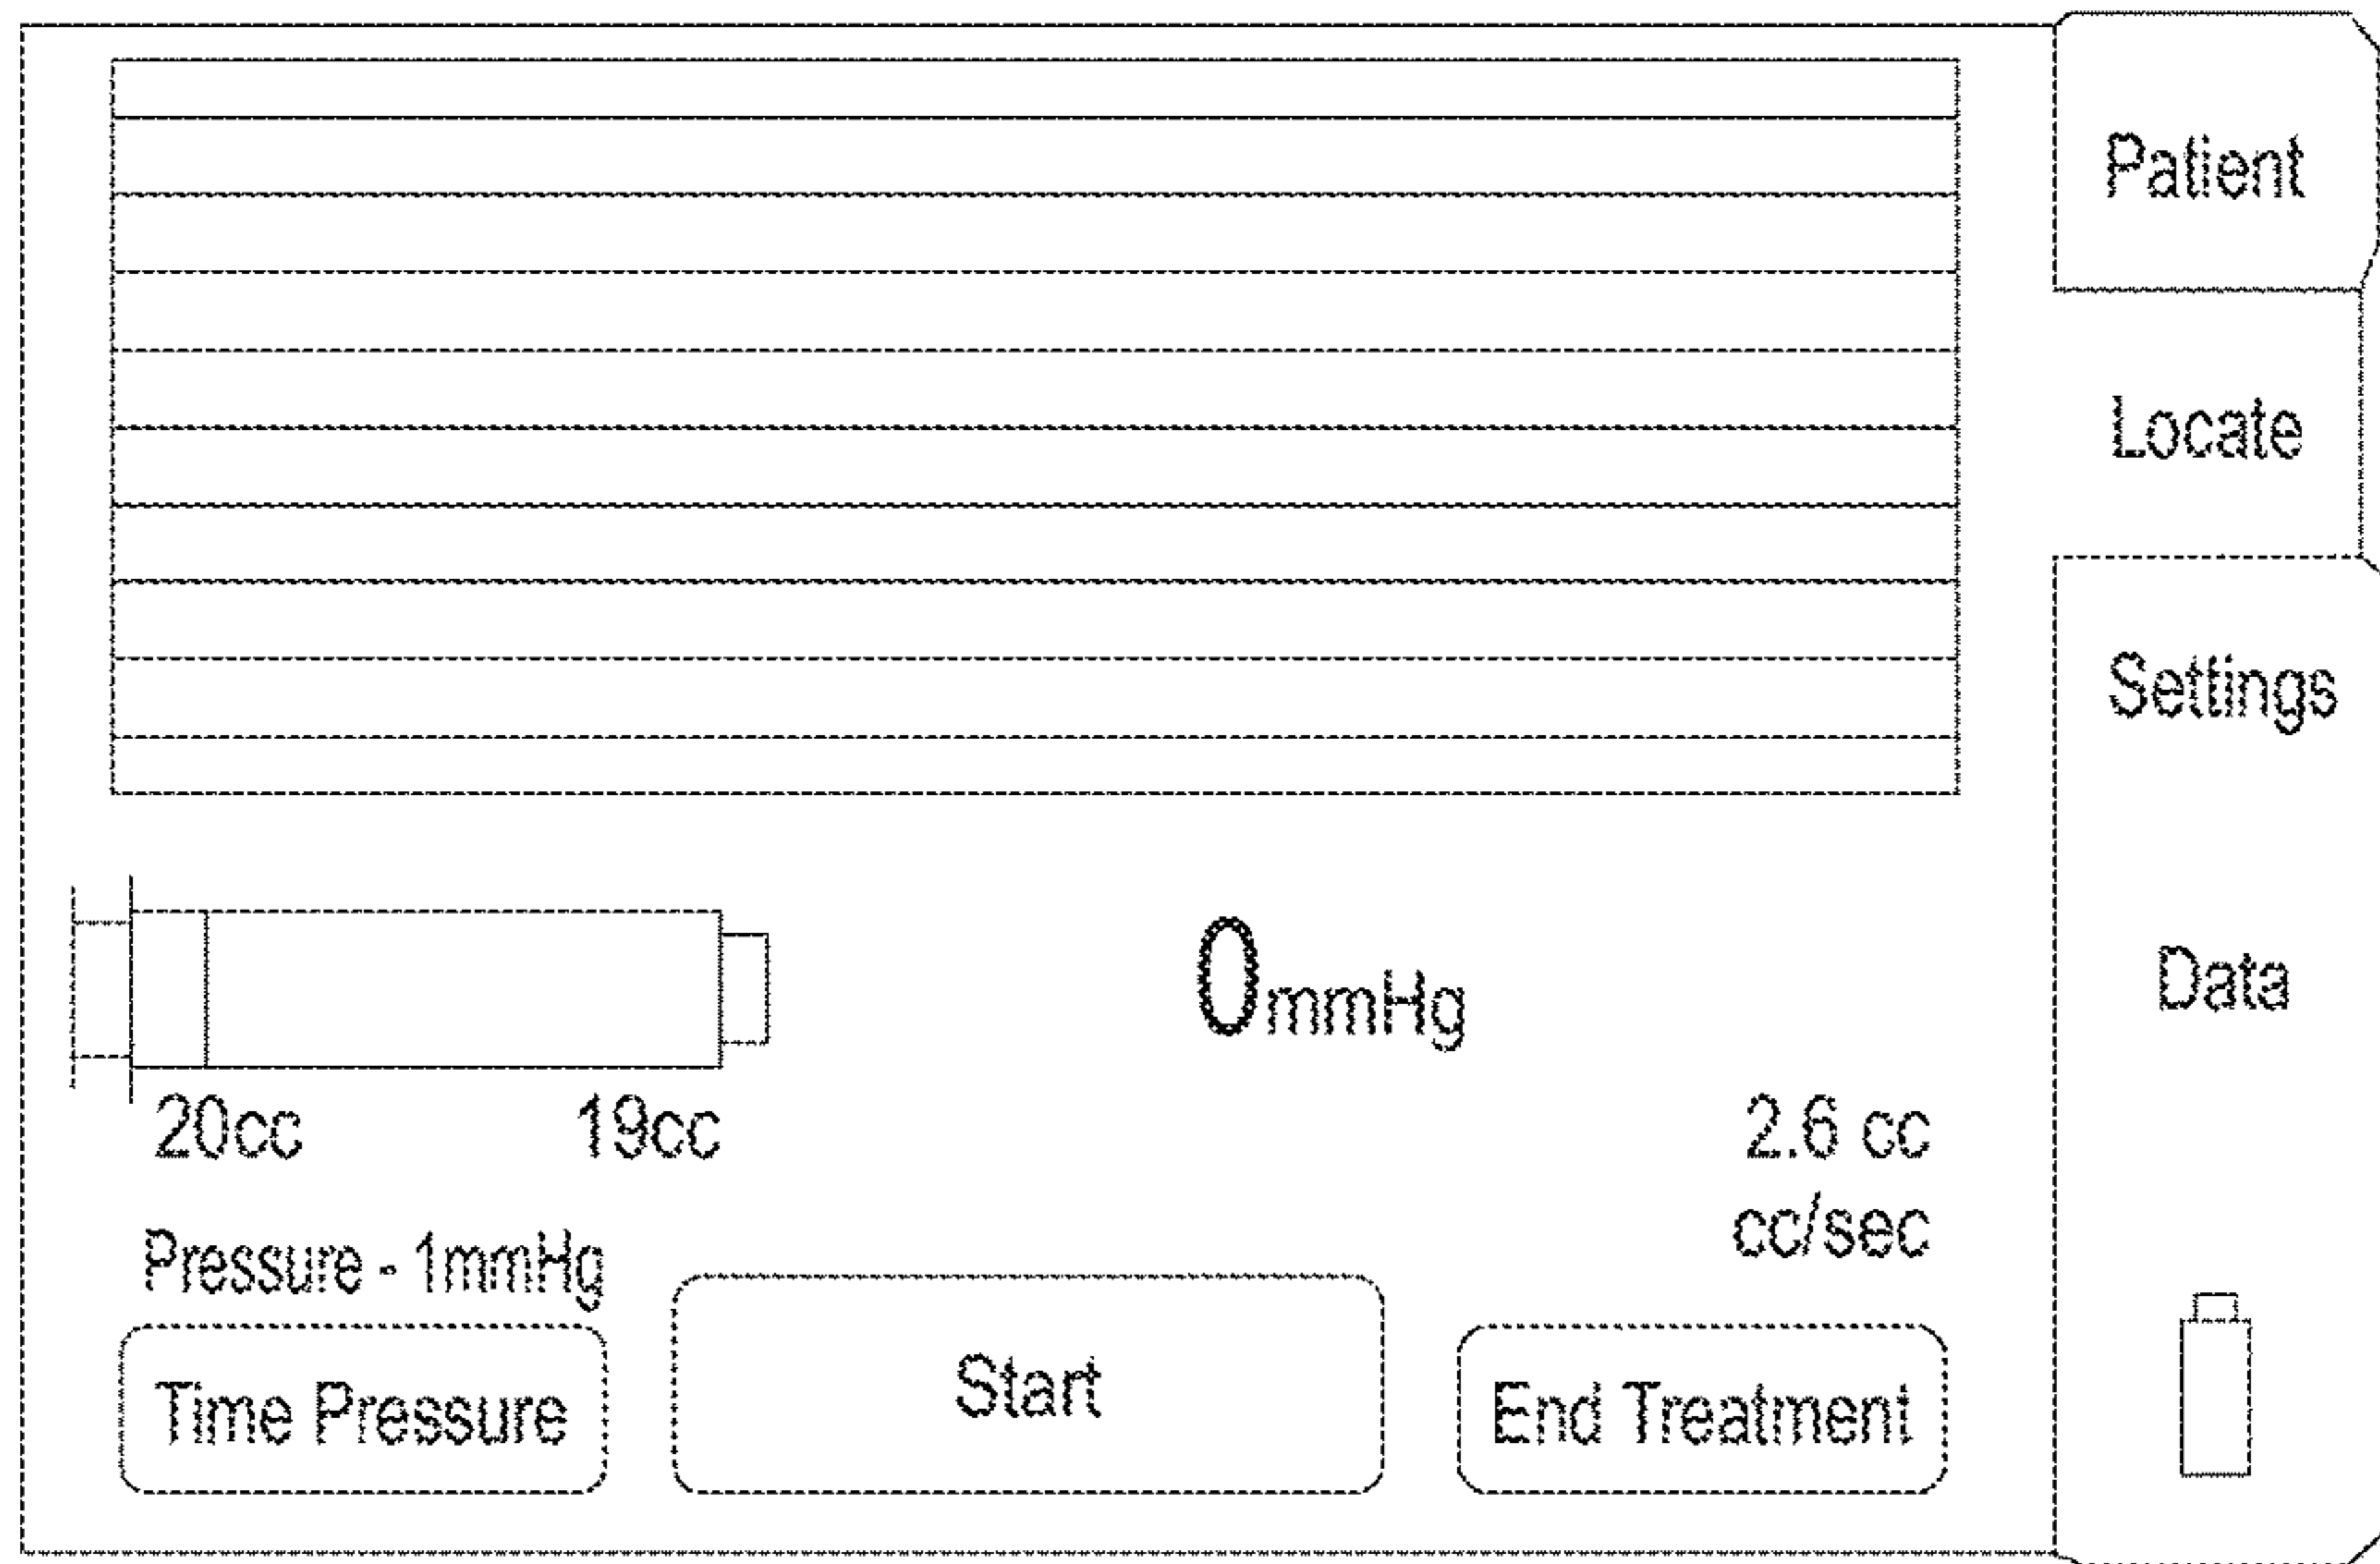 Patient
Locate
Settings
Data
0mmHg
20cc
19cc
2.6 cc
cc/sec
Pressure - 1mmHg
Time Pressure
Start
End Treatment